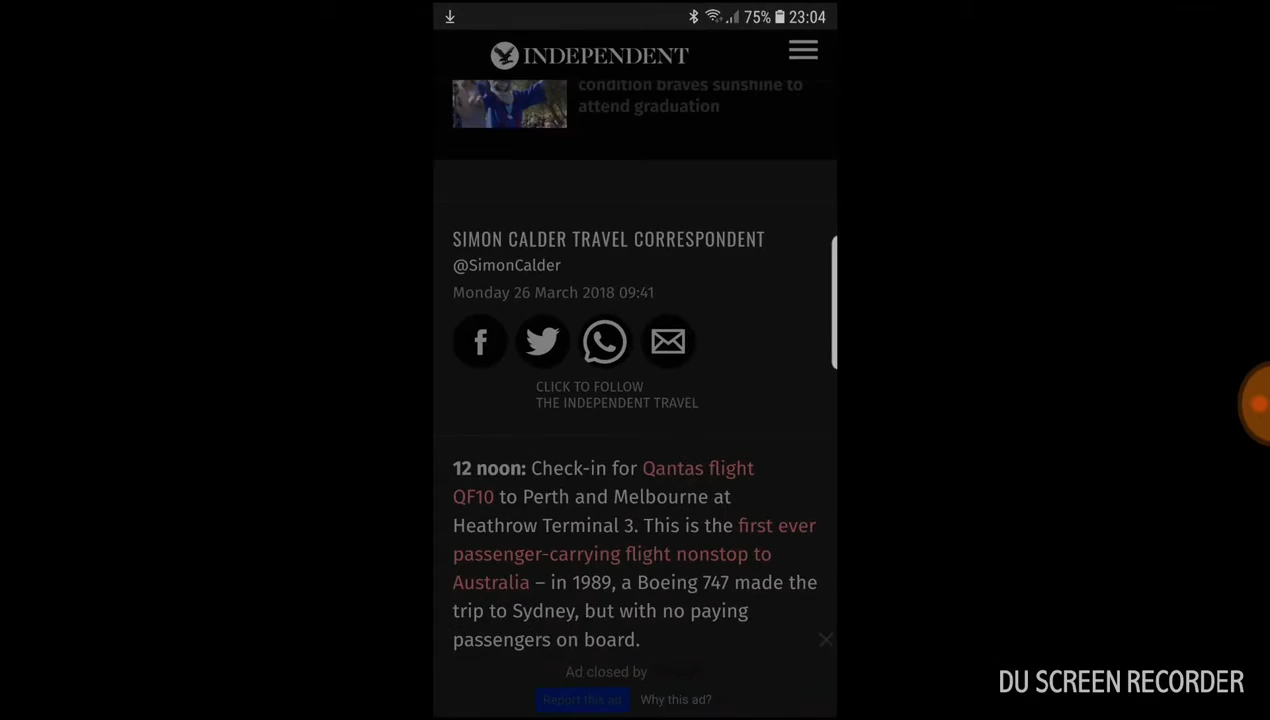 75% 23:04
INDEPENDENT
condition braves sunshine to
attend graduation
SIMON CALDER TRAVEL CORRESPONDENT
@SimonCalder
Monday 26 March 2018 09:41
CLICK TO FOLLOW
THE INDEPENDENT TRAVEL
12 noon: Check-in for Qantas flight
QF10 to Perth and Melbourne at
Heathrow Terminal 3. This is the first ever
passenger-carrying flight nonstop to
Australia – in 1989, a Boeing 747 made the
trip to Sydney, but with no paying
passengers on board.
Ad closed by
Report this ad Why this ad?
DU SCREEN RECORDER